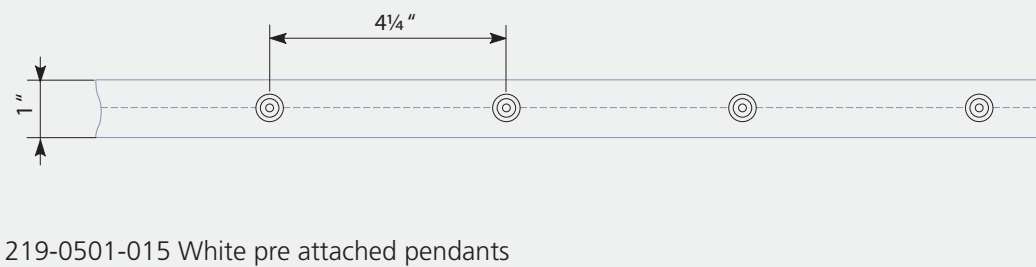 4¼ “
1 “
219-0501-015 White pre attached pendants